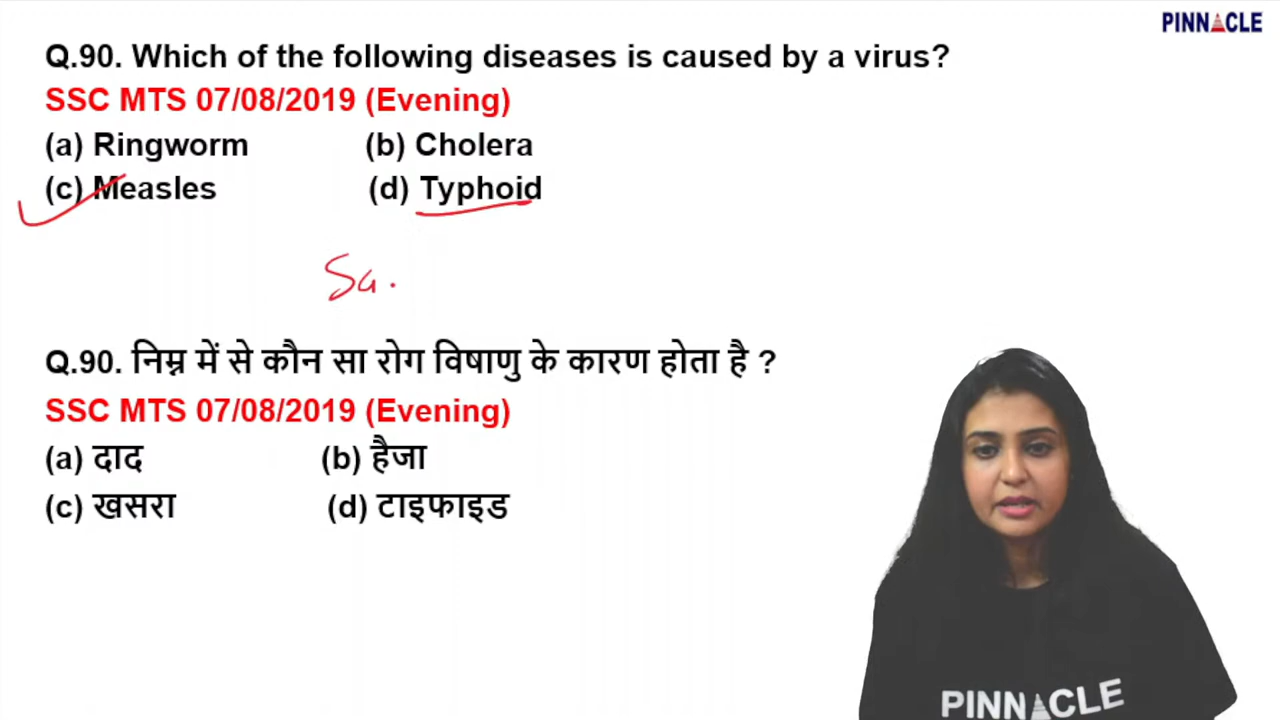 PINNACLE
Q.90. Which of the following diseases is caused by a virus?
SSC MTS 07/08/2019 (Evening)
(a) Ringworm (b) Cholera
(c) Measles (d) Typhoid
Sa.
Q.90. निम्न में से कौन सा रोग विषाणु के कारण होता है ?
SSC MTS 07/08/2019 (Evening)
(a) दाद (b) हैजा
(c) खसरा (d) टाइफाइड
PINNACLE